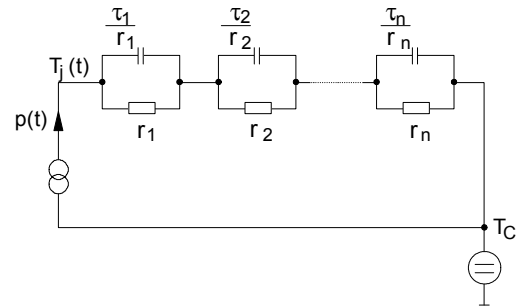 τ1 τ2 τn
r1 r2 rn
Tj(t)
r1 r2 rn
p(t)
TC